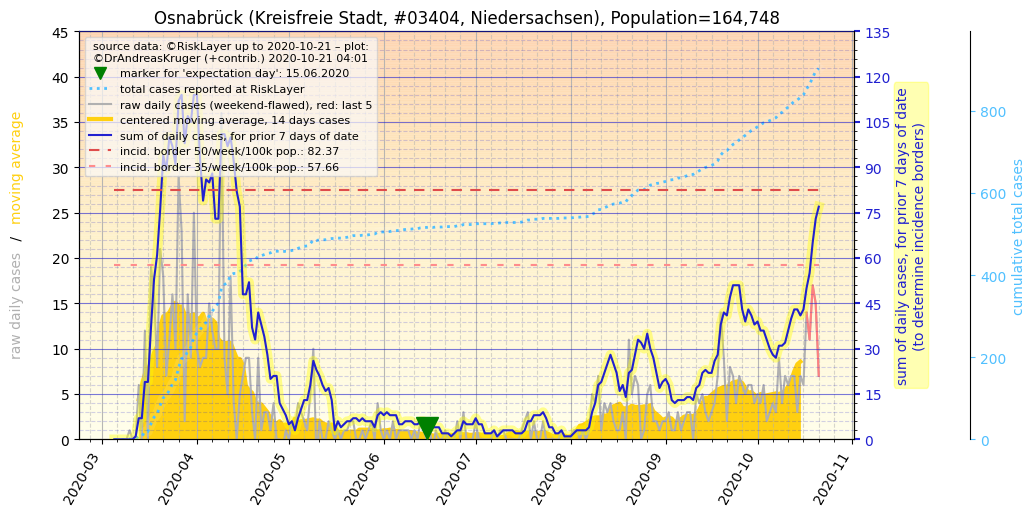 Osnabrück (Kreisfreie Stadt, #03404, Niedersachsen), Population=164,748
source data: ©RiskLayer up to 2020-10-21 – plot:
©DrAndreasKruger (+contrib.) 2020-10-21 04:01
marker for 'expectation day': 15.06.2020
total cases reported at RiskLayer
raw daily cases (weekend-flawed), red: last 5
centered moving average, 14 days cases
sum of daily cases, for prior 7 days of date
incid. border 50/week/100k pop.: 82.37
incid. border 35/week/100k pop.: 57.66
raw daily cases / moving average
45
40
35
30
25
20
15
10
5
0
2020-03
2020-04
2020-05
2020-06
2020-07
2020-08
2020-09
2020-10
2020-11
135
120
105
90
75
60
45
30
15
0
sum of daily cases, for prior 7 days of date
(to determine incidence borders)
800
600
400
200
0
cumulative total cases